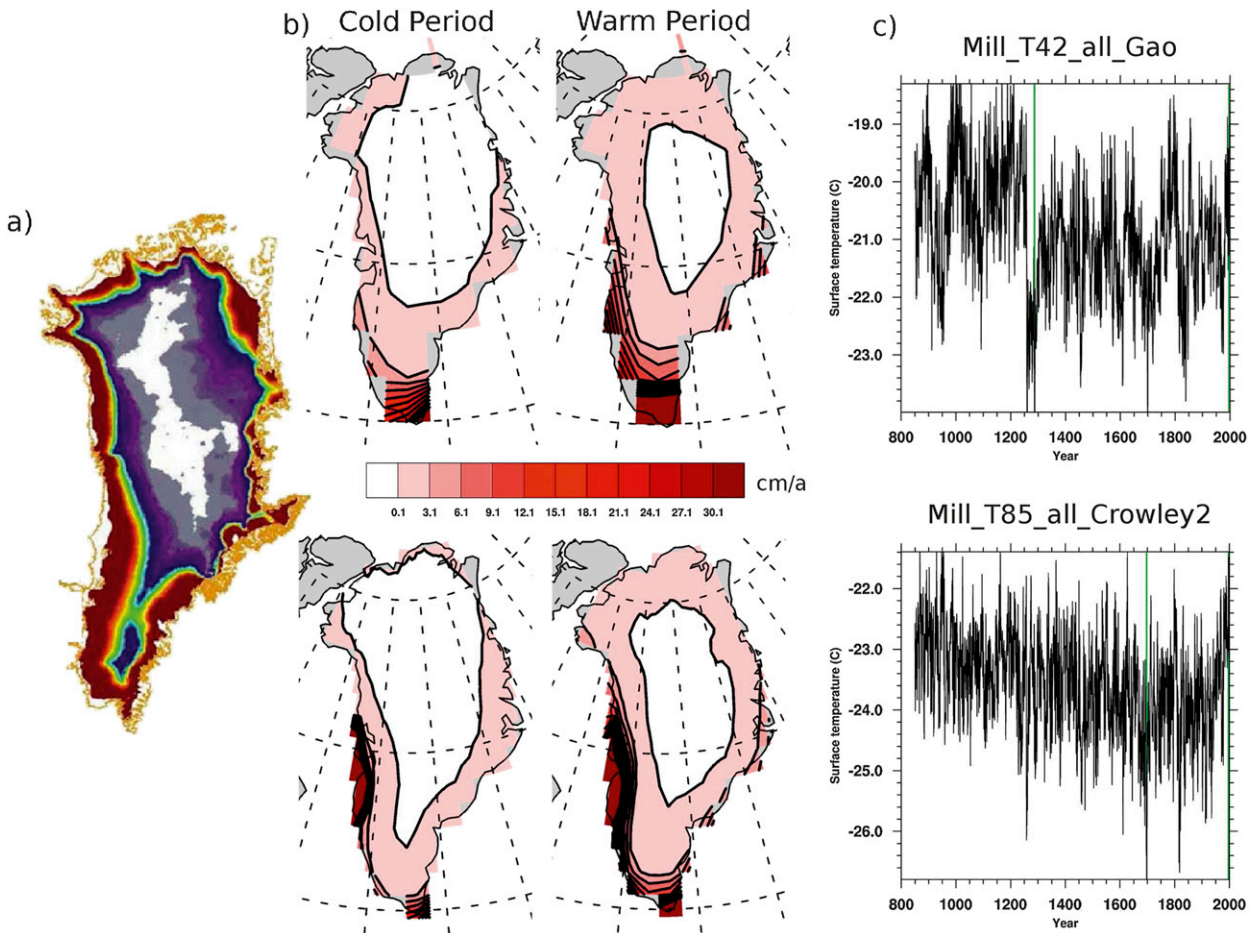 a)
b)
Cold Period
Warm Period
0.1 3.1 6.1 9.1 12.1 15.1 18.1 21.1 24.1 27.1 30.1
cm/a
c)
Mill_T42_all_Gao
Surface temperature (C)
-19.0
-20.0
-21.0
-22.0
-23.0
800 1000 1200 1400 1600 1800 2000
Year
Mill_T85_all_Crowley2
Surface temperature (C)
-22.0
-23.0
-24.0
-25.0
-26.0
800 1000 1200 1400 1600 1800 2000
Year